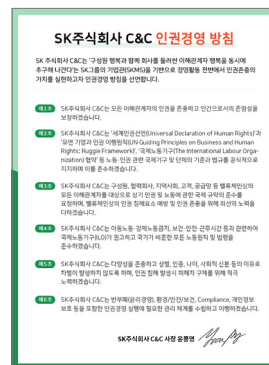 SK주식회사 C&C 인권경영 방침
SK 주식회사 C&C는 '구성원 행복과 함께 회사를 둘러싼 이해관계자 행복을 동시에
추구해 나간다'는 SK그룹의 기업관(SKMS)을 기반으로 경영활동 전반에서 인권존중의
가치를 실현하고자 인권경영 방침을 선언합니다.
제1조 SK주식회사 C&C는 모든 이해관계자의 인권을 존중하고 인간으로서의 존엄성을
보장하겠습니다.
제2조 SK주식회사 C&C는 '세계인권선언(Universal Declaration of Human Rights)'과
'유엔 기업과 인권 이행원칙(UN Guiding Principles on Business and Human
Rights: Ruggie Framework)', '국제노동기구(The International Labour Orga-
nization) 협약' 등 노동·인권 관련 국제기구 및 단체의 기준과 법규를 공식적으로
지지하며 이를 준수하겠습니다.
제3조 SK주식회사 C&C는 구성원, 협력회사, 지역사회, 고객, 공급망 등 밸류체인상의
모든 이해관계자를 대상으로 상기 인권 및 노동에 관한 국제 규약의 준수를
요청하며, 밸류체인상의 인권 침해요소 예방 및 인권 존중을 위해 최선의 노력을
다하겠습니다.
제4조 SK주식회사 C&C는 아동노동·강제노동금지, 보건·안전·근무시간 등과 관련하여
국제노동기구(ILO)가 권고하고 국가가 비준한 모든 노동원칙 및 법령을
준수하겠습니다.
제5조 SK주식회사 C&C는 다양성을 존중하고 성별, 인종, 나이, 사회적 신분 등의 이유로
차별이 발생하지 않도록 하며, 인권 침해 발생시 피해자 구제를 위해 적극
노력하겠습니다.
제6조 SK주식회사 C&C는 반부패(윤리경영), 환경/안전/보건, Compliance, 개인정보
보호 등을 포함한 인권경영 실행에 필요한 관리 체계를 수립하고 이행하겠습니다.
SK주식회사 C&C 사장 윤풍영